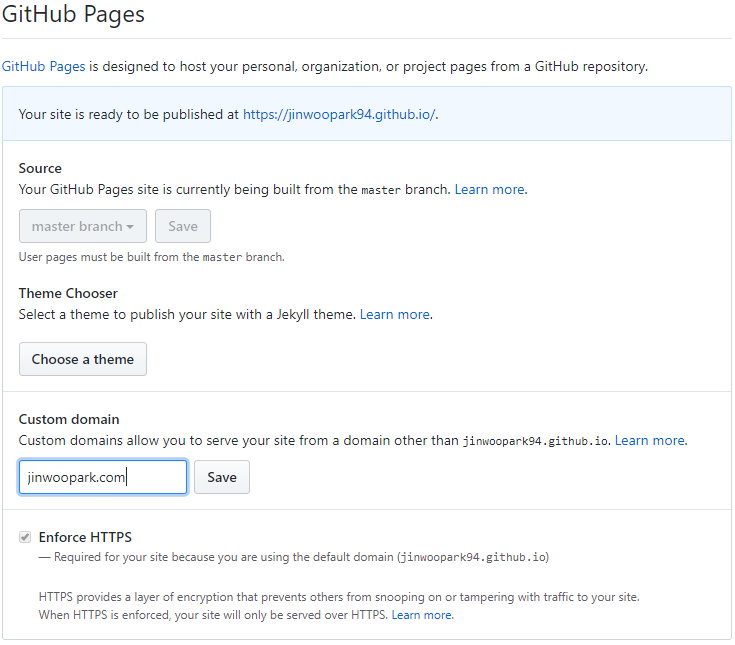 GitHub Pages
GitHub Pages is designed to host your personal, organization, or project pages from a GitHub repository.
Your site is ready to be published at https://jinwoopark94.github.io/.
Source
Your GitHub Pages site is currently being built from the master branch. Learn more.
master branch Save
User pages must be built from the master branch.
Theme Chooser
Select a theme to publish your site with a Jekyll theme. Learn more.
Choose a theme
Custom domain
Custom domains allow you to serve your site from a domain other than jinwoopark94.github.io. Learn more.
jinwoopark.com Save
Enforce HTTPS
— Required for your site because you are using the default domain (jinwoopark94.github.io)
HTTPS provides a layer of encryption that prevents others from snooping on or tampering with traffic to your site.
When HTTPS is enforced, your site will only be served over HTTPS. Learn more.